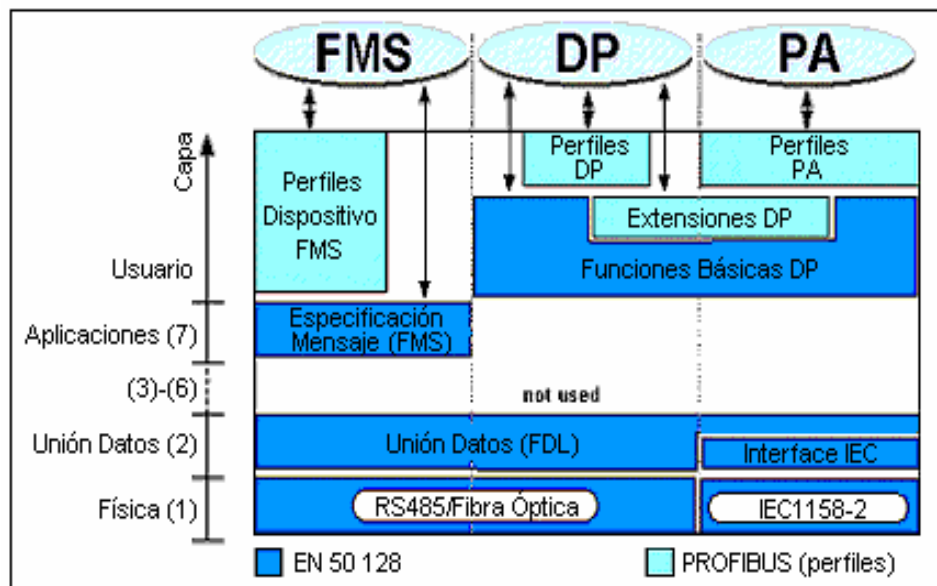 FMS DP PA
Capa
Perfiles
Dispositivo
FMS
Perfiles
DP
Perfiles
PA
Extensiones DP
Usuario
Funciones Básicas DP
Aplicaciones (7)
Especificación
Mensaje (FMS)
(3)-(6)
not used
Unión Datos (2)
Unión Datos (FDL)
Interface IEC
Física (1)
RS485/Fibra Óptica
IEC1158-2
EN 50 128
PROFIBUS (perfiles)